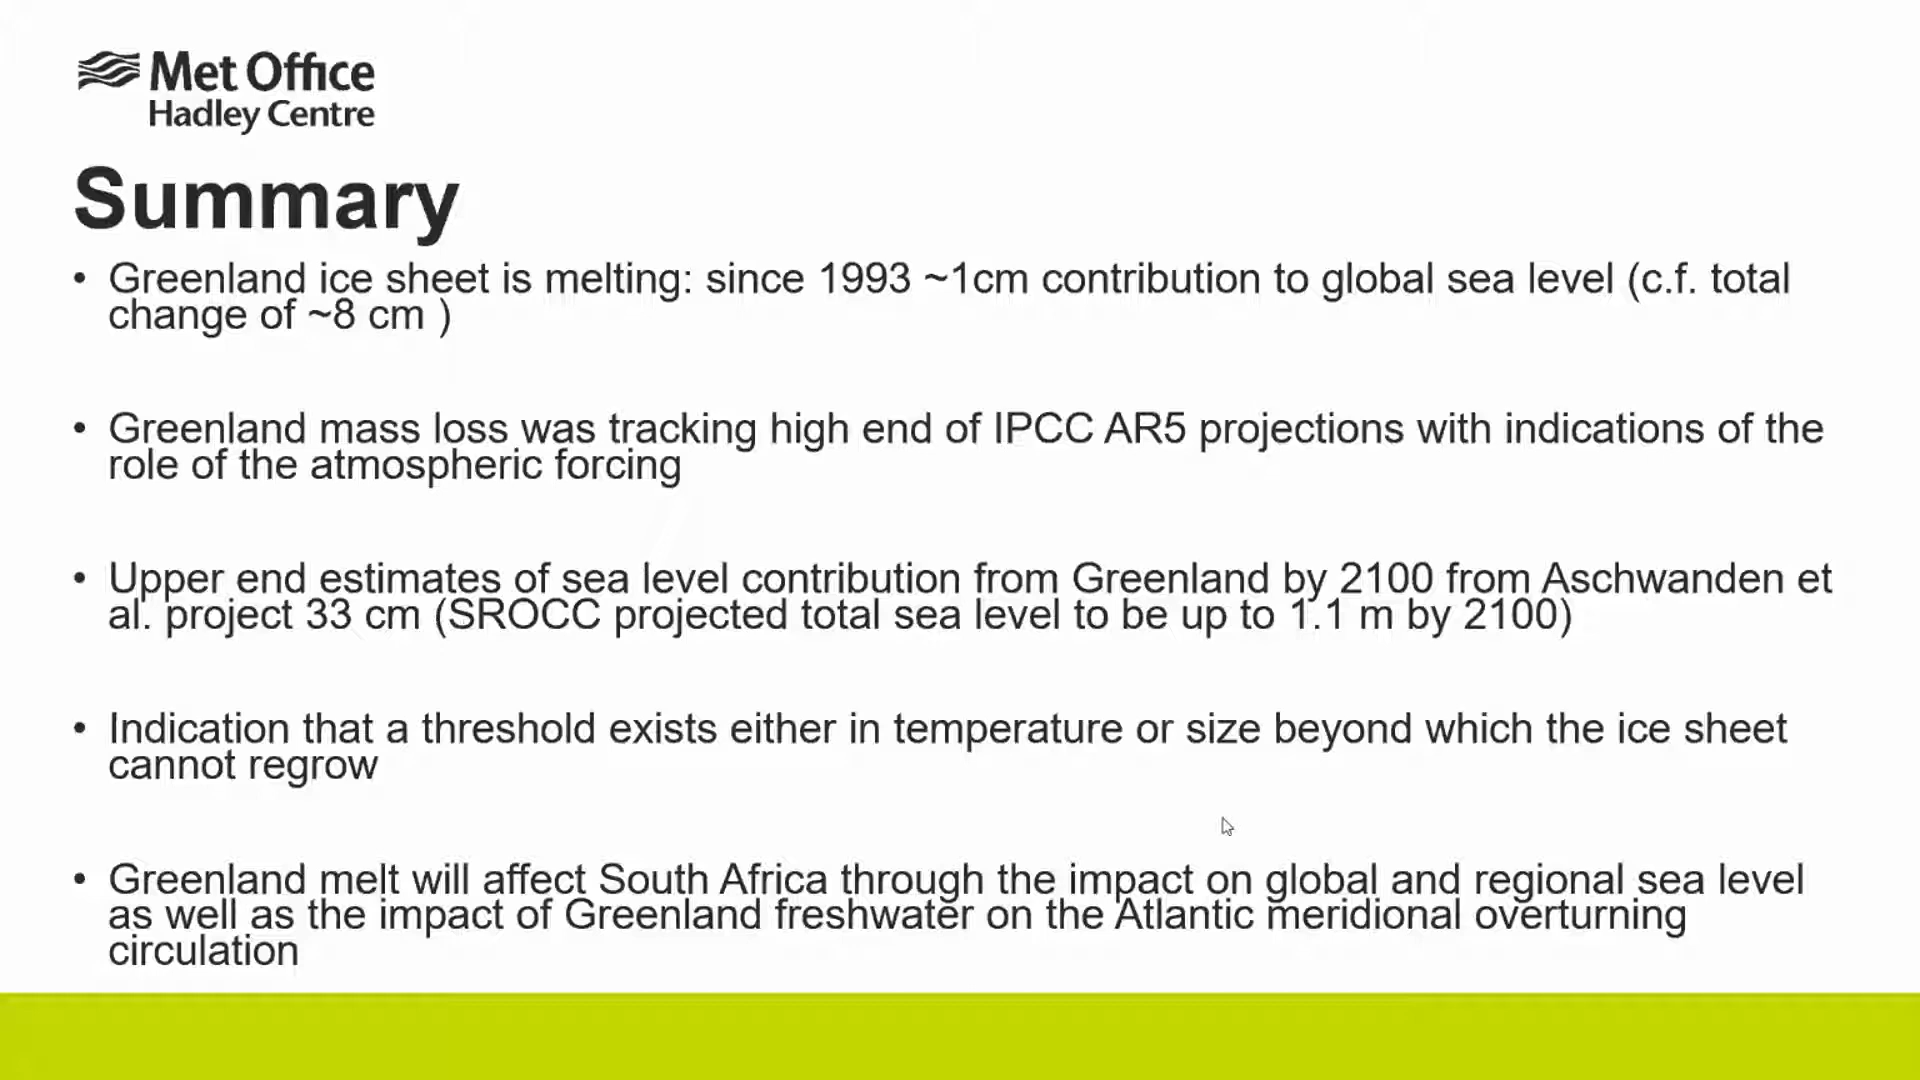 Met Office
Hadley Centre
Summary
• Greenland ice sheet is melting: since 1993 ~1cm contribution to global sea level (c.f. total
change of ~8 cm )
• Greenland mass loss was tracking high end of IPCC AR5 projections with indications of the
role of the atmospheric forcing
• Upper end estimates of sea level contribution from Greenland by 2100 from Aschwanden et
al. project 33 cm (SROCC projected total sea level to be up to 1.1 m by 2100)
• Indication that a threshold exists either in temperature or size beyond which the ice sheet
cannot regrow
• Greenland melt will affect South Africa through the impact on global and regional sea level
as well as the impact of Greenland freshwater on the Atlantic meridional overturning
circulation